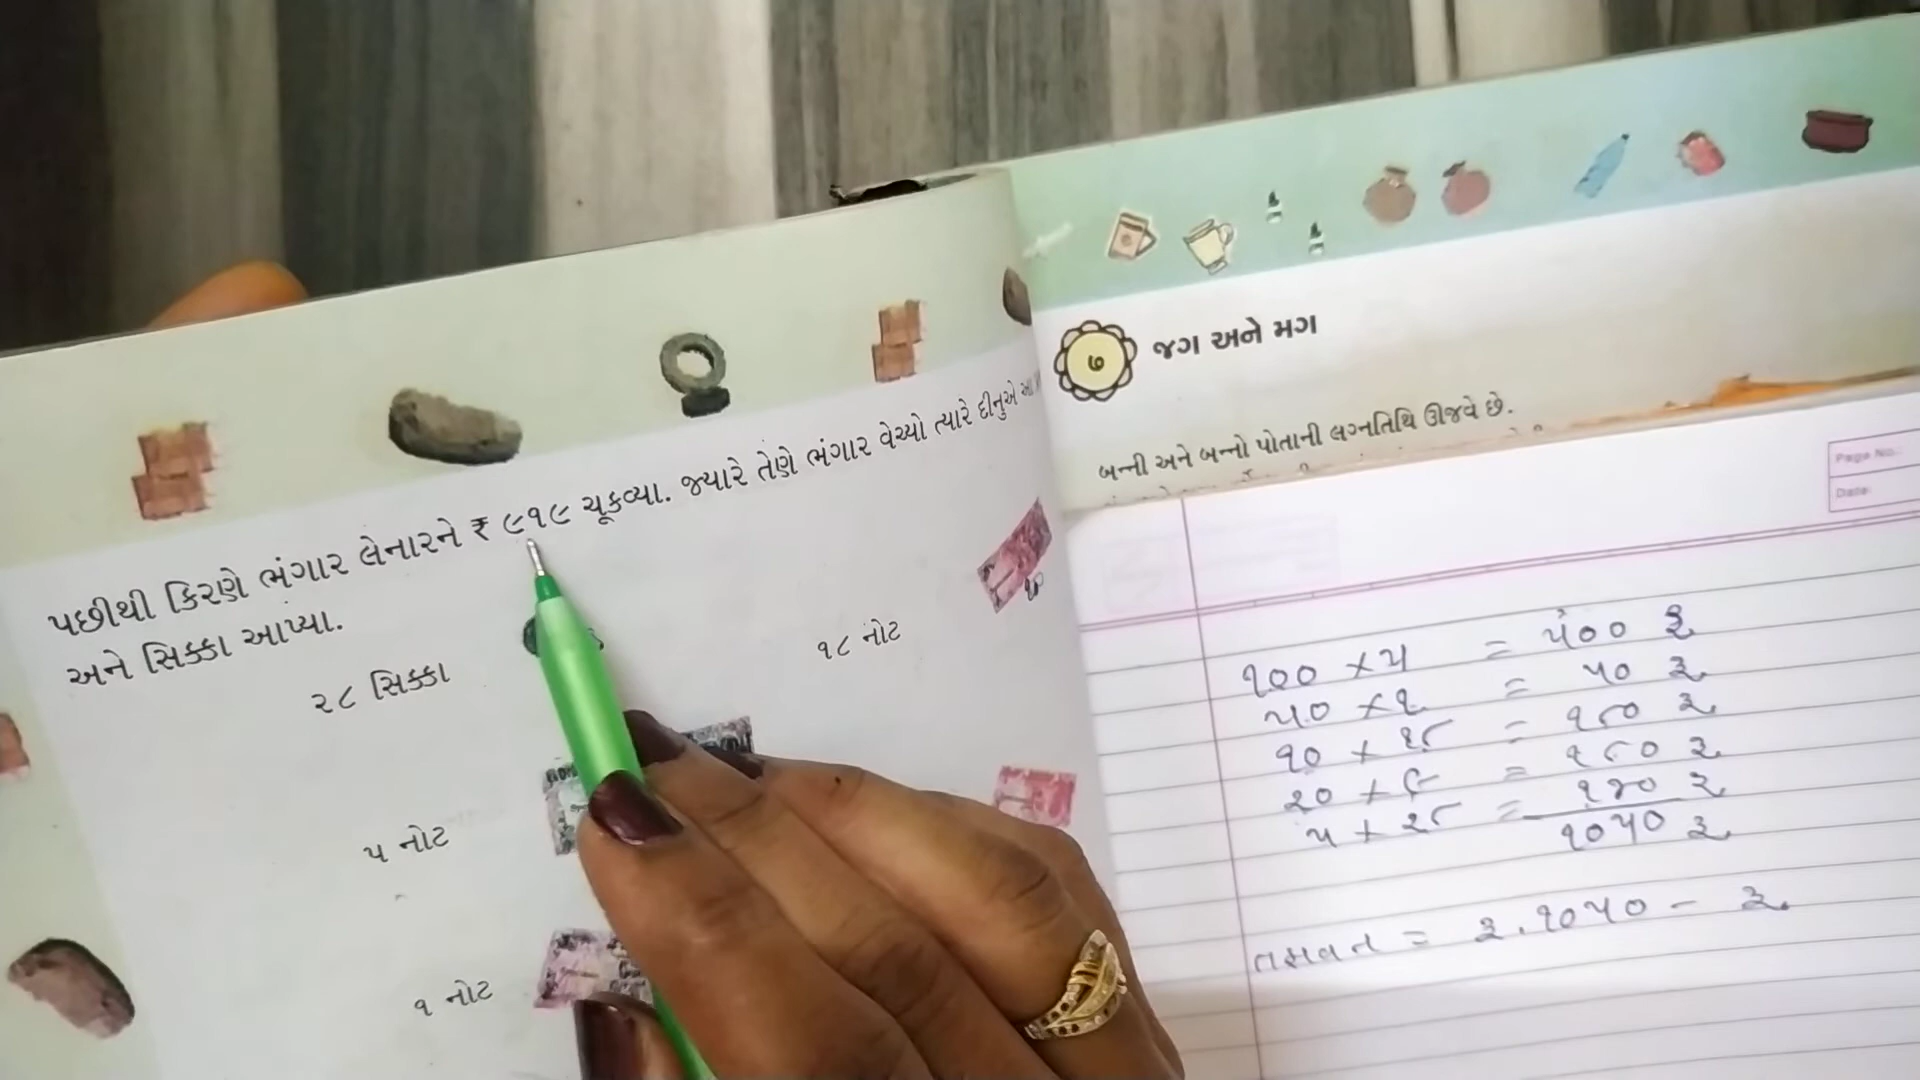 પછીથી કિરણે ભંગાર લેનારને ₹ ૯૧૯ ચૂકવ્યા. જ્યારે તેણે ભંગાર વેચ્યો ત્યારે દીનુએ આ
અને સિક્કા આપ્યા.
૨૮ સિક્કા
૧૮ નોટ
૫ નોટ
૧ નોટ
૭
જગ અને મગ
બન્ની અને બન્નો પોતાની લગ્નતિથિ ઊજવે છે.
Page No.:
Date:
૧૦૦ × ૫ = ૫૦૦ રૂ
૫૦ × ૧ = ૫૦ રૂ
૧૦ × ૧૮ = ૧૮૦ રૂ
૨૦ × ૯ = ૧૮૦ રૂ
૫ × ૨૮ = ૧૪૦ રૂ
૧૦૫૦ રૂ
તફાવત = રૂ. ૧૦૫૦ - રૂ.